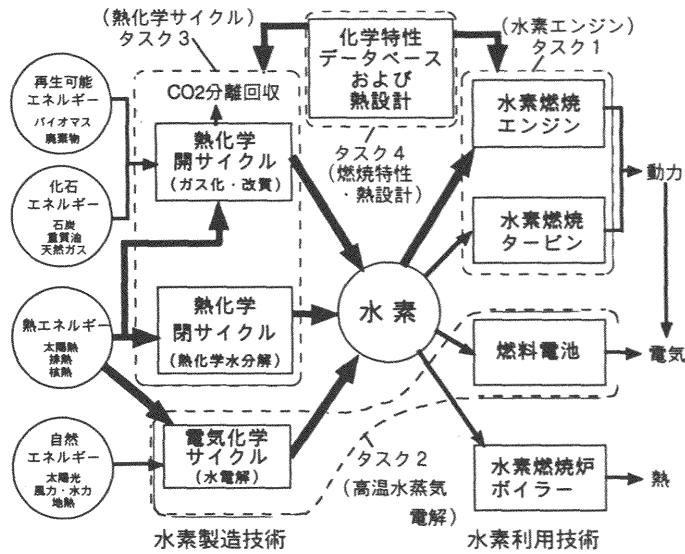 (熱化学サイクル)
タスク3
化学特性
データベース
および
熱設計
(水素エンジン)
タスク1
再生可能
エネルギー
バイオマス
廃棄物
CO2分離回収
熱化学
開サイクル
(ガス化・改質)
タスク4
(燃焼特性
・熱設計)
水素燃焼
エンジン
動力
化石
エネルギー
石炭
重質油
天然ガス
水素燃焼
タービン
熱エネルギー
太陽熱
排熱
核熱
熱化学
閉サイクル
(熱化学水分解)
水素
燃料電池
電気
自然
エネルギー
太陽光
風力・水力
地熱
電気化学
サイクル
(水電解)
タスク2
(高温水蒸気
電解)
水素燃焼炉
ボイラー
熱
水素製造技術
水素利用技術